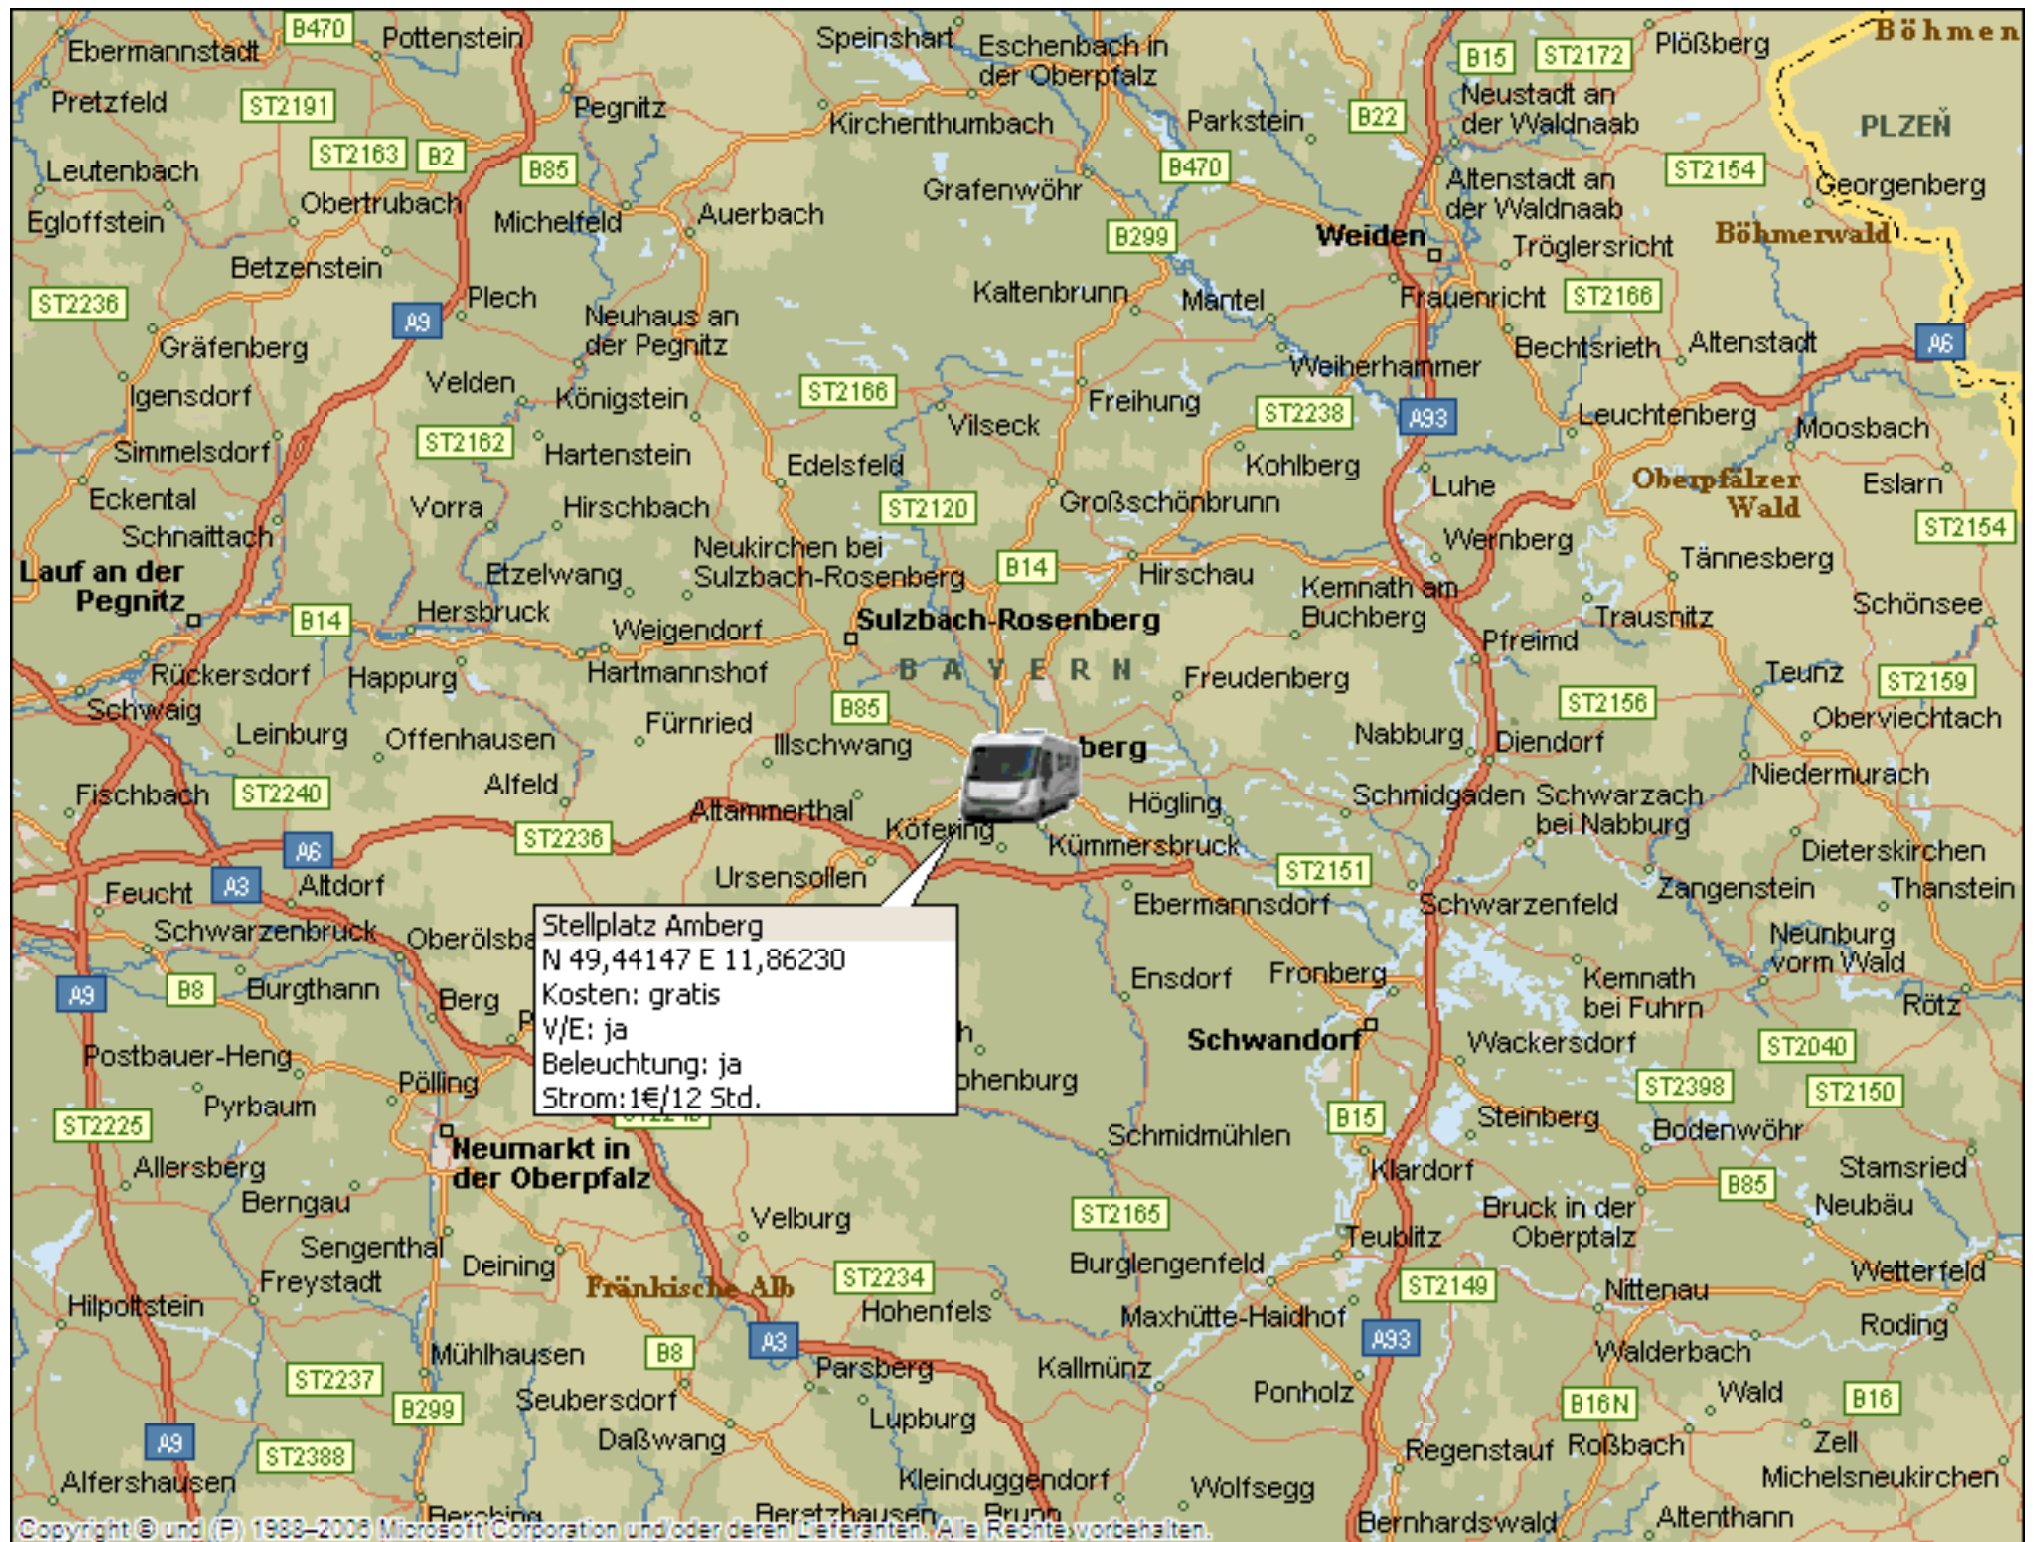 Böhmen
Ebermannstadt
B470
Pottenstein
Speinshart
Eschenbach in
der Oberpfalz
B15
ST2172
Plößberg
Pretzfeld
ST2191
Pegnitz
Kirchenthumbach
Parkstein
B22
Neustadt an
der Waldnaab
PLZEŇ
ST2163
B2
B85
B470
ST2154
Leutenbach
Obertrubach
Michelfeld
Auerbach
Grafenwöhr
Altenstadt an
der Waldnaab
Georgenberg
Egloffstein
B299
Weiden
Tröglersricht
Böhmerwald
Betzenstein
ST2236
A9
Plech
Kaltenbrunn
Mantel
Frauenricht
ST2166
Neuhaus an
der Pegnitz
Gräfenberg
Weiherhammer
Bechtsrieth
Altenstadt
A6
Igensdorf
Velden
Königstein
ST2166
Vilseck
Freihung
ST2238
A93
Leuchtenberg
Moosbach
Simmelsdorf
ST2162
Hartenstein
Edelsfeld
Kohlberg
Luhe
Oberpfälzer
Wald
Eslarn
Eckental
Vorra
Hirschbach
ST2120
Großschönbrunn
ST2154
Schnaittach
Neukirchen bei
Sulzbach-Rosenberg
Wernberg
Tännesberg
Lauf an der
Pegnitz
Etzelwang
B14
Hirschau
Kemnath am
Buchberg
Trausnitz
Schönsee
B14
Hersbruck
Weigendorf
Sulzbach-Rosenberg
Pfreimd
Rückersdorf
Happurg
Hartmannshof
BAYERN
Freudenberg
Teunz
ST2159
Schwaig
Leinburg
Offenhausen
Fürnried
B85
Illschwang
berg
Nabburg
Diendorf
ST2156
Oberviechtach
Niedermurach
Fischbach
ST2240
Alfeld
Altammerthal
Högling
Schmidgaden
Schwarzach
bei Nabburg
A6
ST2236
Köfering
Kümmersbruck
Dieterskirchen
Feucht
A3
Altdorf
Ursensollen
ST2151
Ebermannsdorf
Schwarzenfeld
Zangenstein
Thanstein
Schwarzenbruck
Oberölsba
Stellplatz Amberg
N 49,44147 E 11,86230
Kosten: gratis
V/E: ja
Beleuchtung: ja
Strom:1€/12 Std.
Neunburg
vorm Wald
A9
B8
Burgthann
Berg
Ensdorf
Fronberg
Kemnath
bei Fuhrn
Rötz
Postbauer-Heng
Pölling
Schwandorf
Wackersdorf
ST2040
Pyrbaum
ohenburg
ST2398
ST2150
ST2225
B15
Steinberg
Neumarkt in
der Oberpfalz
Schmidmühlen
Bodenwöhr
Allersberg
Klardorf
B85
Stamsried
Berngau
Velburg
ST2165
Bruck in der
Oberptalz
Neubäu
Sengenthal
Deining
Teublitz
Freystadt
Fränkische Alb
ST2234
Burglengenfeld
ST2149
Nittenau
Wetterfeld
Hilpoltstein
Hohenfels
Maxhütte-Haidhof
Roding
A3
A93
Mühlhausen
B8
Parsberg
Kallmünz
Walderbach
ST2237
Seubersdorf
Ponholz
B16N
Wald
B16
B299
Lupburg
A9
ST2388
Daßwang
Regenstauf
Roßbach
Zell
Alfershausen
Kleinduggendorf
Wolfsegg
Michelsneukirchen
Berching
Beratzhausen
Brunn
Bernhardswald
Altenthann
Copyright © und (P) 1988–2006 Microsoft Corporation und/oder deren Lieferanten. Alle Rechte vorbehalten.